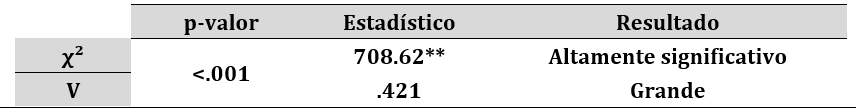 p-valor Estadístico Resultado
χ² <.001 708.62** Altamente significativo
V .421 Grande